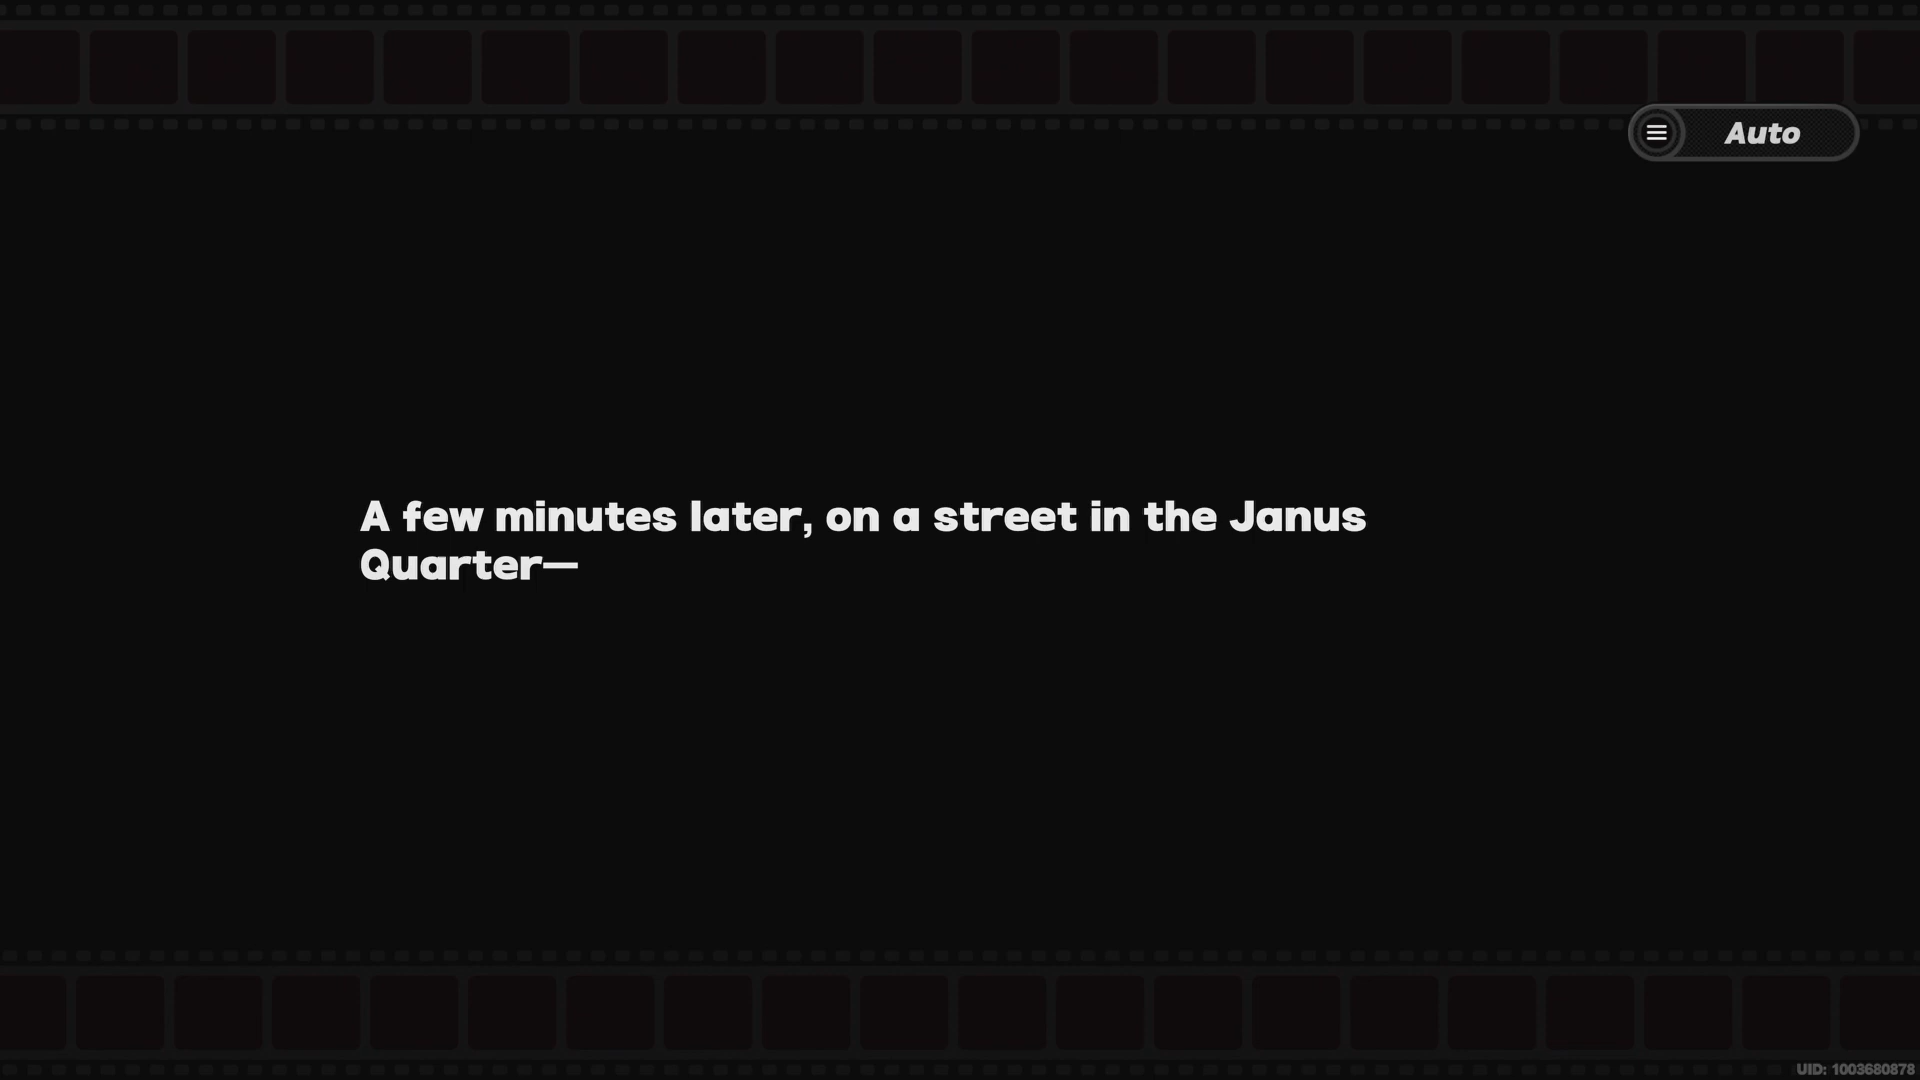 Auto
A few minutes later, on a street in the Janus
Quarter—
UID: 1003680878